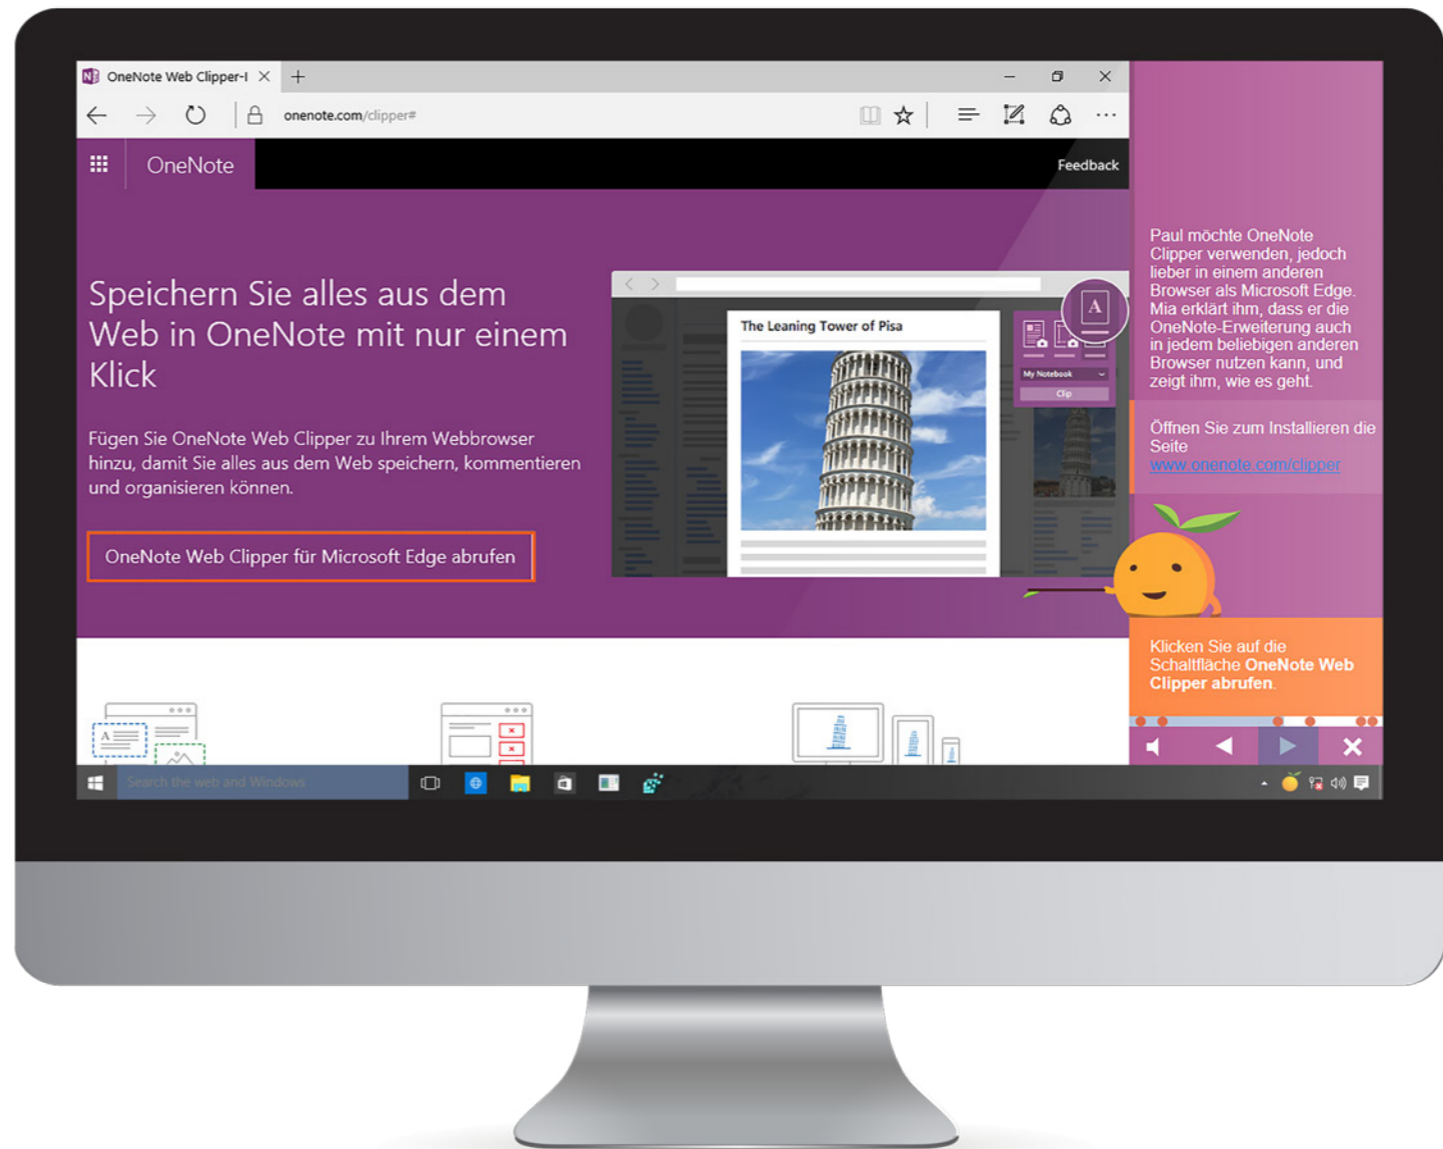 OneNote Web Clipper-I
onenote.com/clipper#
OneNote
Feedback
Speichern Sie alles aus dem
Web in OneNote mit nur einem
Klick
Fügen Sie OneNote Web Clipper zu Ihrem Webbrowser
hinzu, damit Sie alles aus dem Web speichern, kommentieren
und organisieren können.
OneNote Web Clipper für Microsoft Edge abrufen
The Leaning Tower of Pisa
A
My Notebook
Clip
A
Paul möchte OneNote
Clipper verwenden, jedoch
lieber in einem anderen
Browser als Microsoft Edge.
Mia erklärt ihm, dass er die
OneNote-Erweiterung auch
in jedem beliebigen anderen
Browser nutzen kann, und
zeigt ihm, wie es geht.
Öffnen Sie zum Installieren die
Seite
www.onenote.com/clipper
Klicken Sie auf die
Schaltfläche OneNote Web
Clipper abrufen.
Search the web and Windows